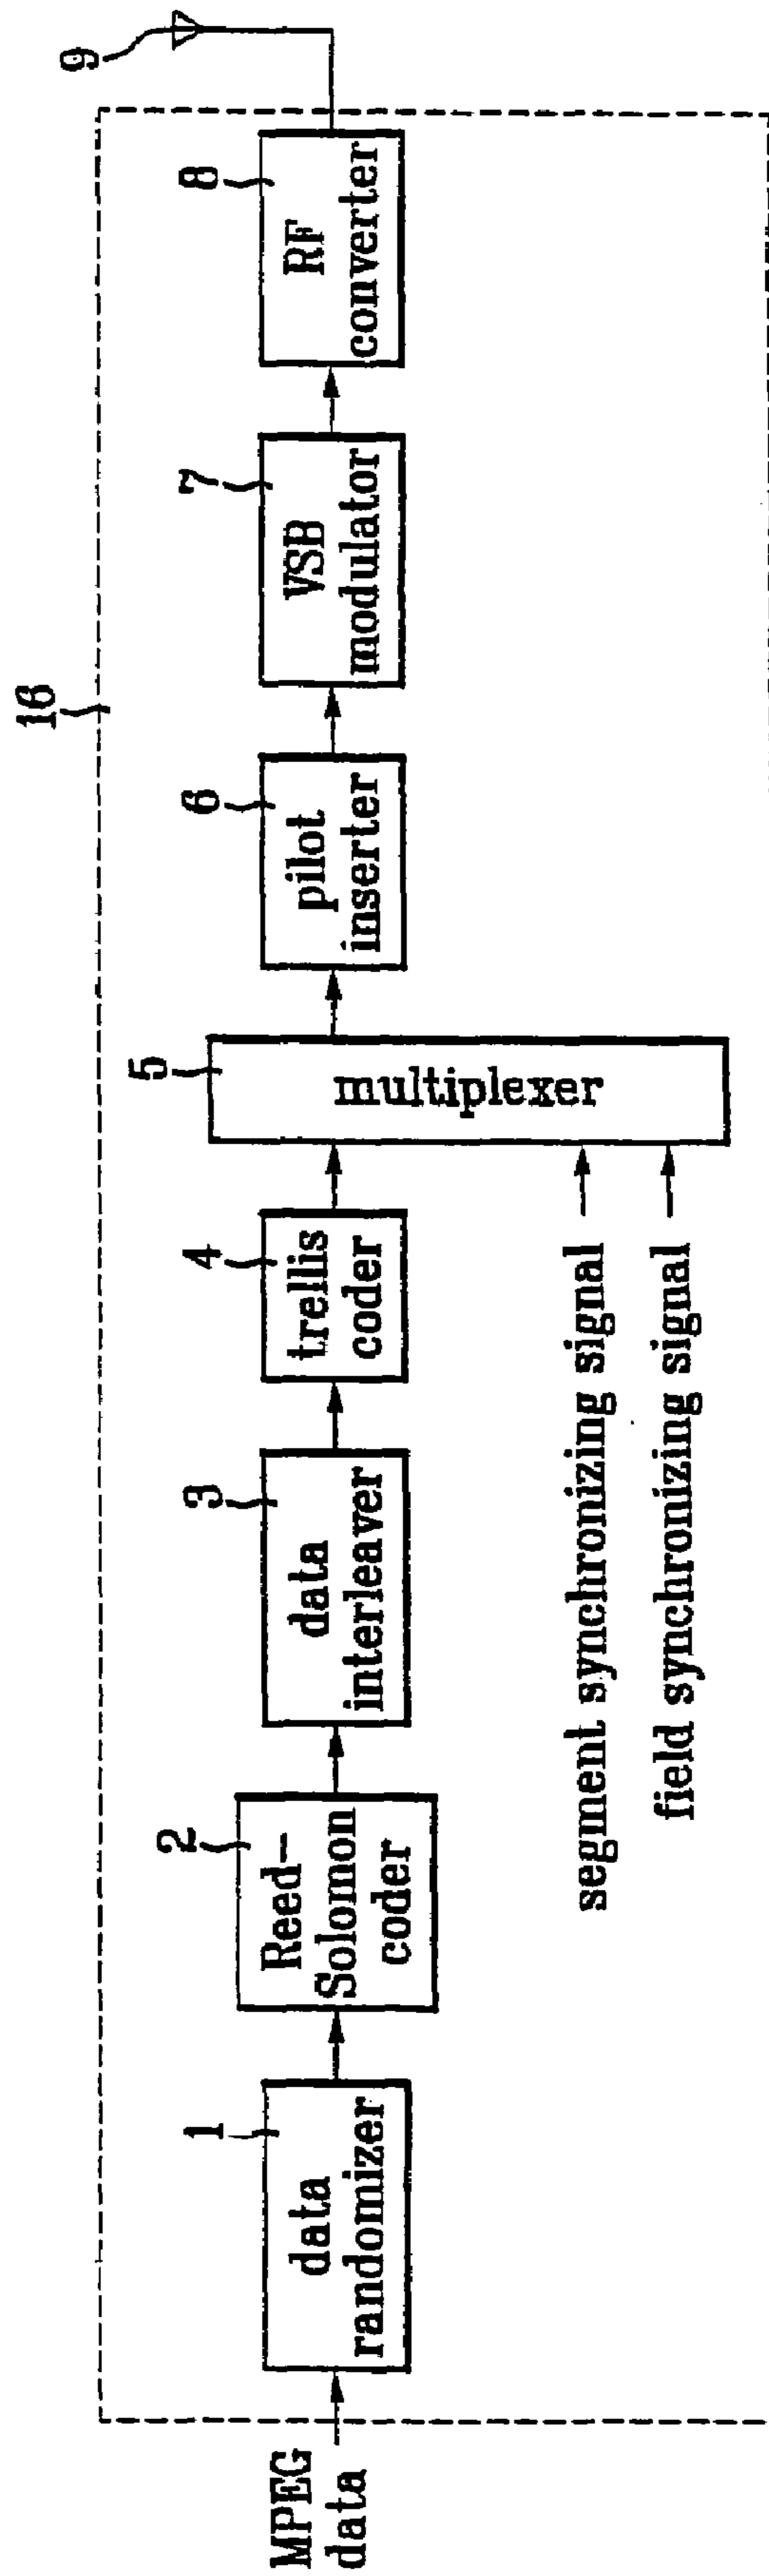 16
9
MPEG
data
1
data
randomizer
2
Reed-
Solomon
coder
3
data
interleaver
4
trellis
coder
5
multiplexer
6
pilot
inserter
7
VSB
modulator
8
RF
converter
segment synchronizing signal
field synchronizing signal